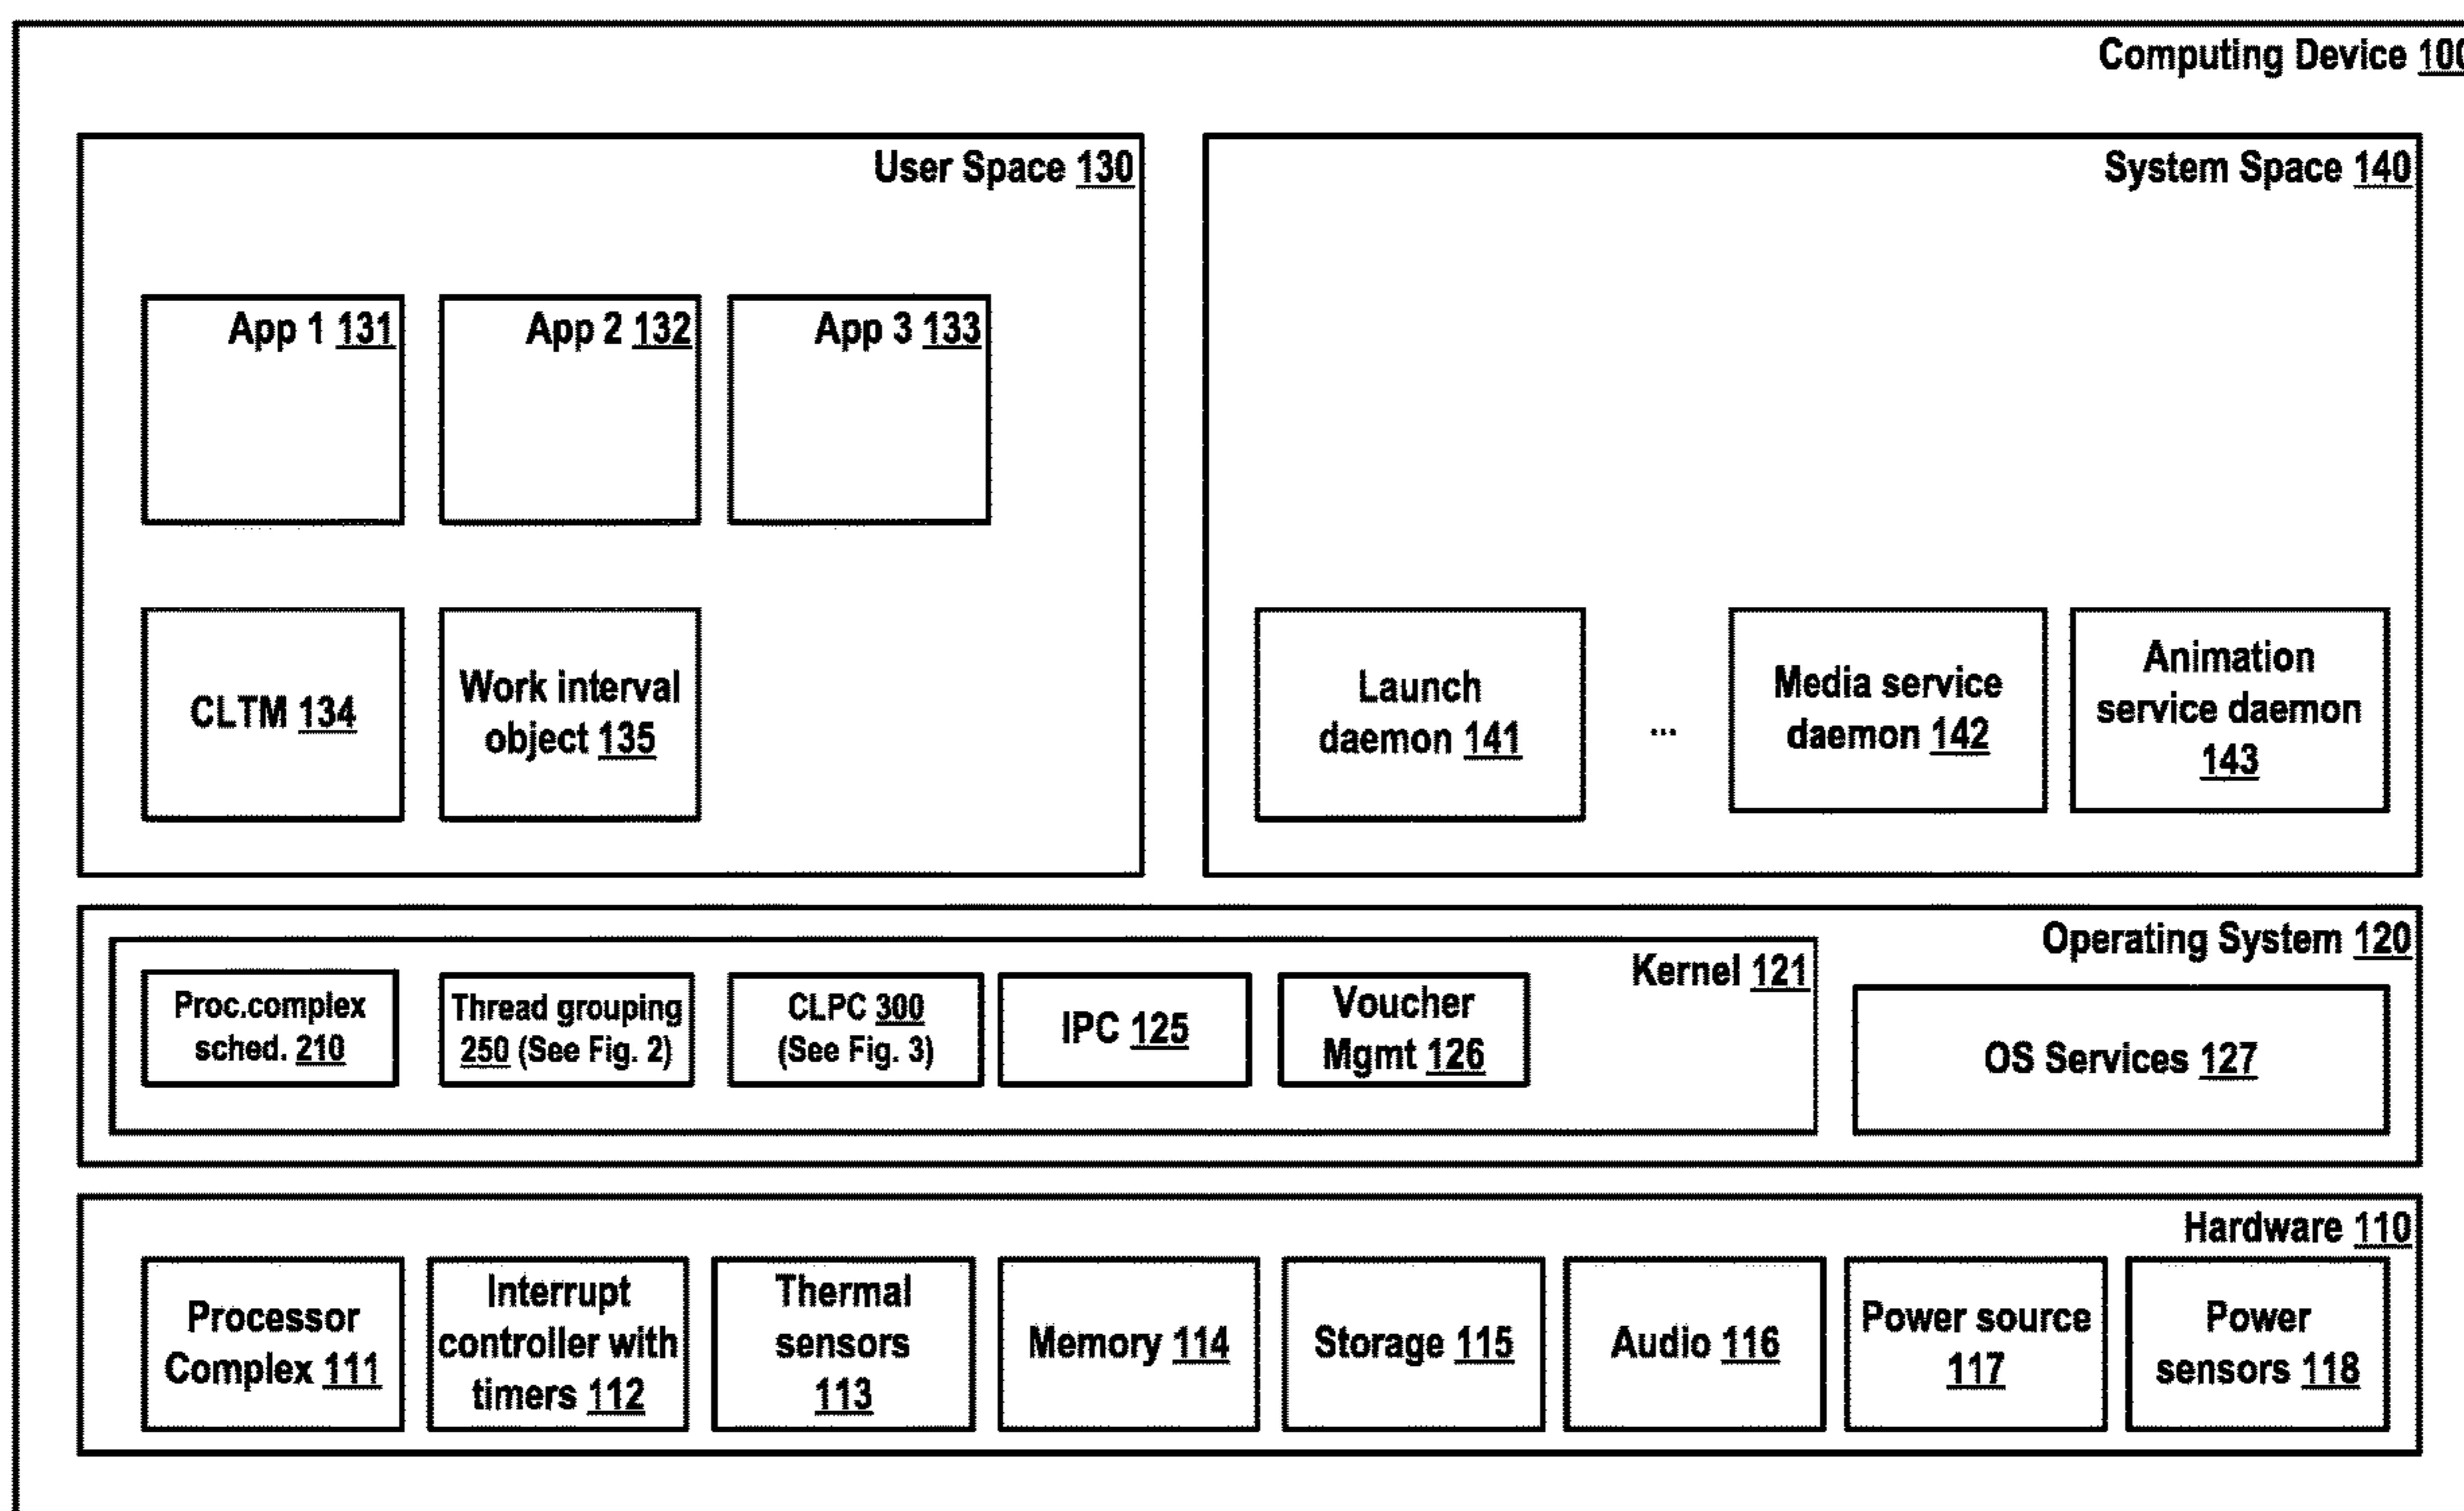 Computing Device 100
User Space 130
App 1 131
App 2 132
App 3 133
CLTM 134
Work interval
object 135
System Space 140
Launch
daemon 141
...
Media service
daemon 142
Animation
service daemon
143
Operating System 120
Kernel 121
Proc.complex
sched. 210
Thread grouping
250 (See Fig. 2)
CLPC 300
(See Fig. 3)
IPC 125
Voucher
Mgmt 126
OS Services 127
Hardware 110
Processor
Complex 111
Interrupt
controller with
timers 112
Thermal
sensors
113
Memory 114
Storage 115
Audio 116
Power source
117
Power
sensors 118